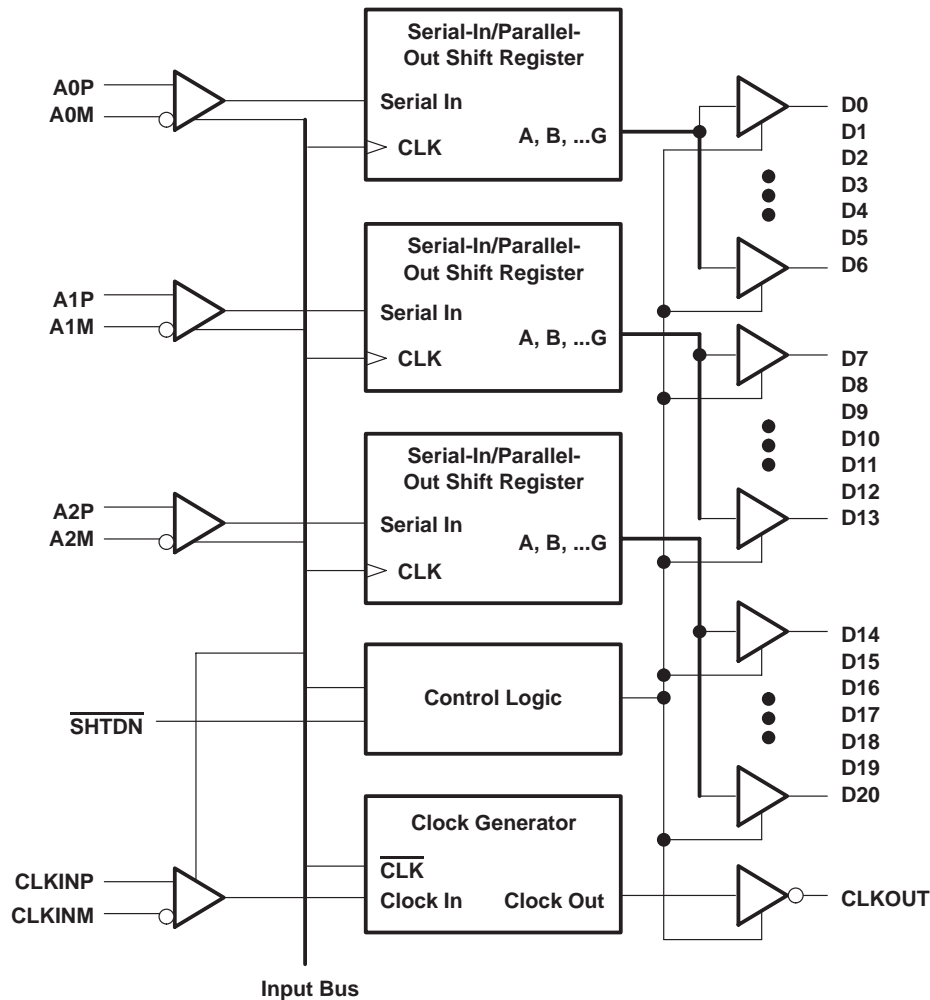 Serial-In/Parallel-
Out Shift Register
A0P
A0M
Serial In
CLK
A, B, ...G
D0
D1
D2
D3
D4
D5
D6
Serial-In/Parallel-
Out Shift Register
A1P
A1M
Serial In
CLK
A, B, ...G
D7
D8
D9
D10
D11
D12
D13
Serial-In/Parallel-
Out Shift Register
A2P
A2M
Serial In
CLK
A, B, ...G
D14
D15
D16
D17
D18
D19
D20
Control Logic
SHTDN
Clock Generator
CLK
Clock In
Clock Out
CLKINP
CLKINM
CLKOUT
Input Bus